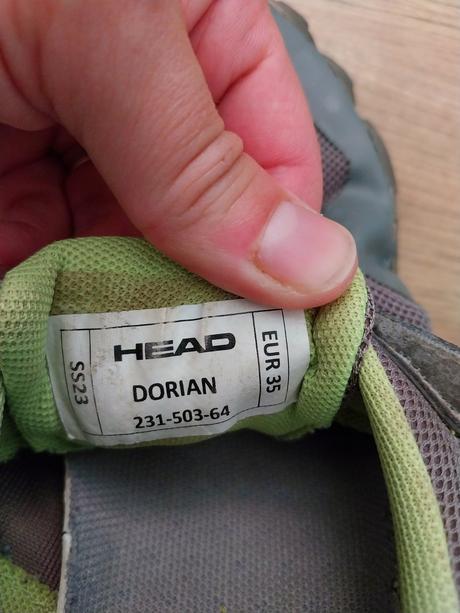 SS23
HEAD
DORIAN
231-503-64
EUR 35